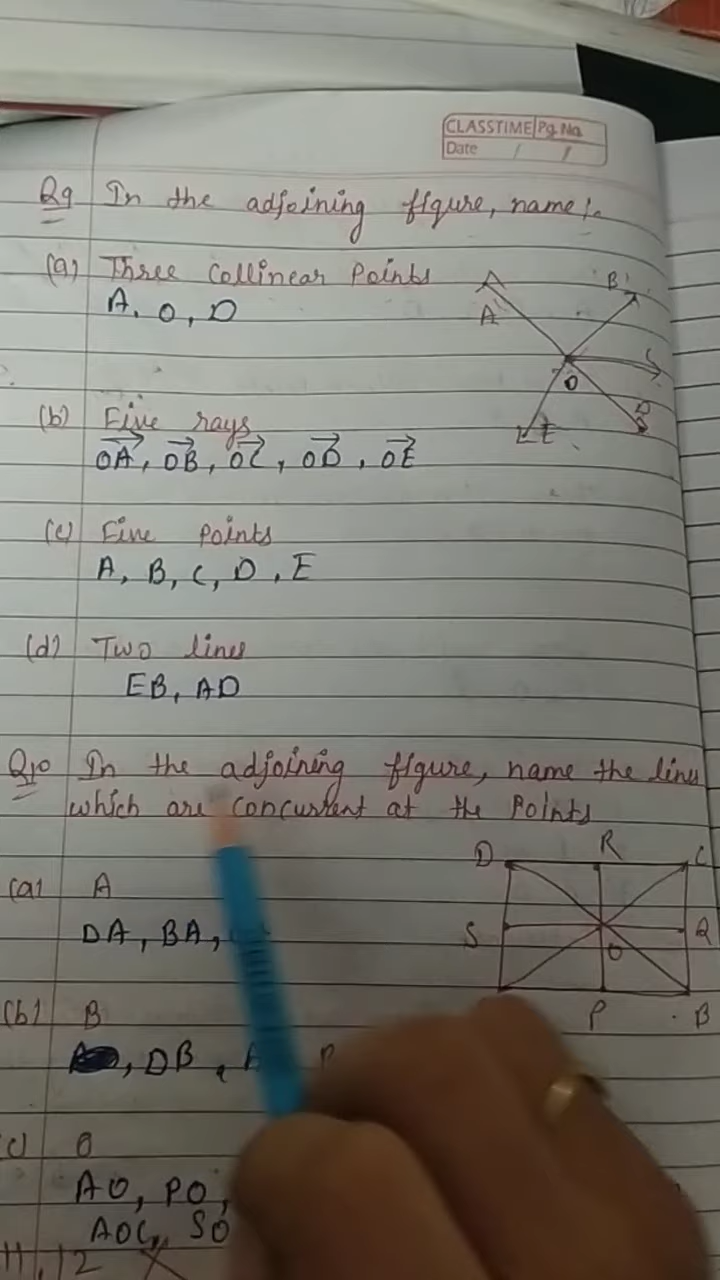 CLASSTIME Pg. No.
Date / /
Q9 In the adjoining figure, name :-
(a) Three Collinear Points
A, O, D
A
B
C
O
D
E
(b) Five rays
OA, OB, OC, OD, OE
(c) Five Points
A, B, C, D, E
(d) Two lines
EB, AD
Q10 In the adjoining figure, name the lines
which are concurrent at the Points
D R C
S O Q
P B
(a) A
DA, BA,
(b) B
, DB,
c) O
AO, PO,
AOC, SO
11, 12